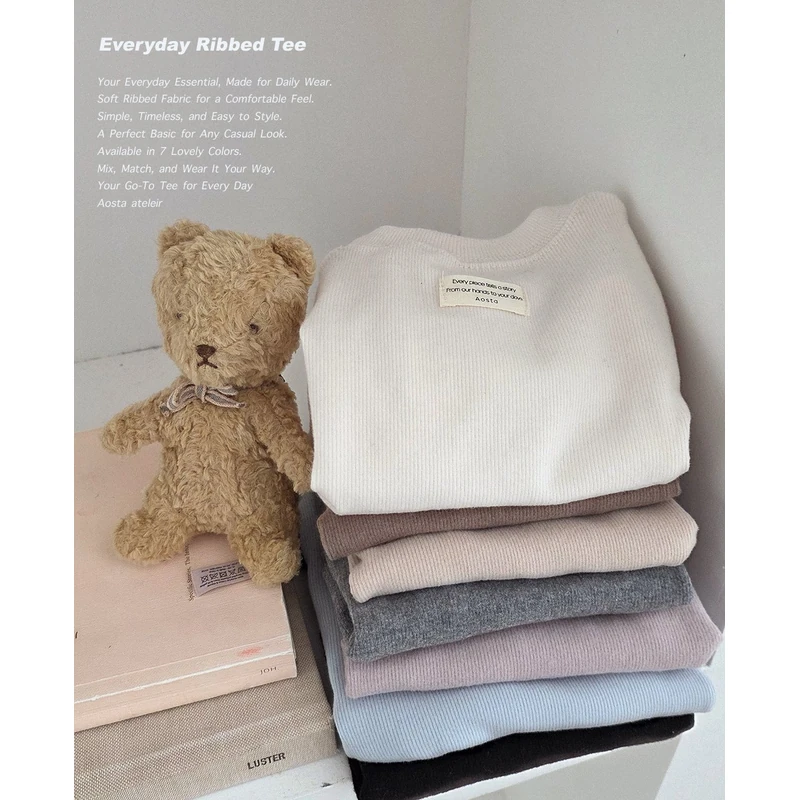 Everyday Ribbed Tee
Your Everyday Essential, Made for Daily Wear.
Soft Ribbed Fabric for a Comfortable Feel.
Simple, Timeless, and Easy to Style.
A Perfect Basic for Any Casual Look.
Available in 7 Lovely Colors.
Mix, Match, and Wear It Your Way.
Your Go-To Tee for Every Day
Aosta ateleir
Every piece tells a story
From our hands to your days
Aosta
JOH
LUSTER